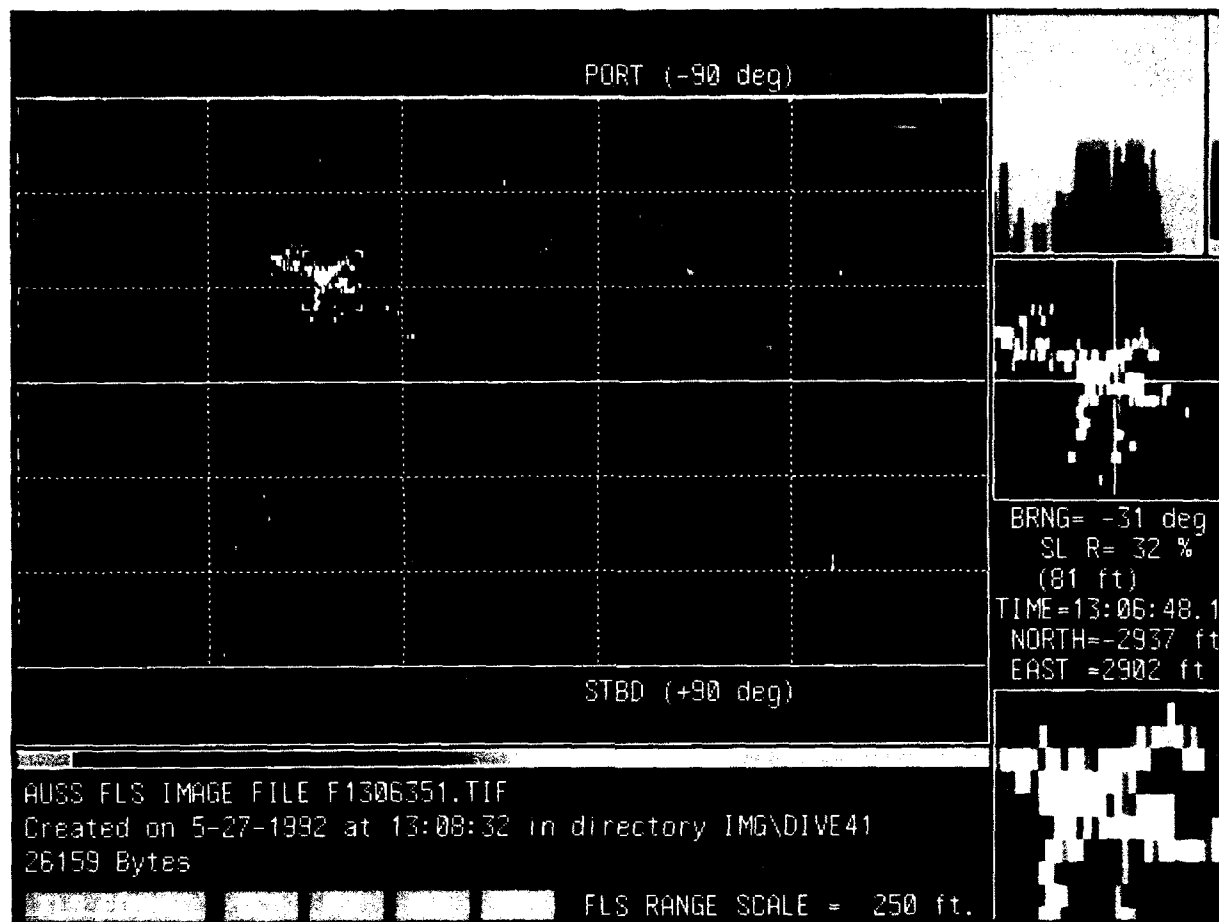 PORT (-90 deg)
BRNG= -31 deg
SL R= 32 %
(81 ft)
TIME=13:06:48.1
NORTH=-2937 ft
EAST =2902 ft
STBD (+90 deg)
AUSS FLS IMAGE FILE F1306351.TIF
Created on 5-27-1992 at 13:08:32 in directory IMG\DIVE41
26159 Bytes
FLS RANGE SCALE = 250 ft.